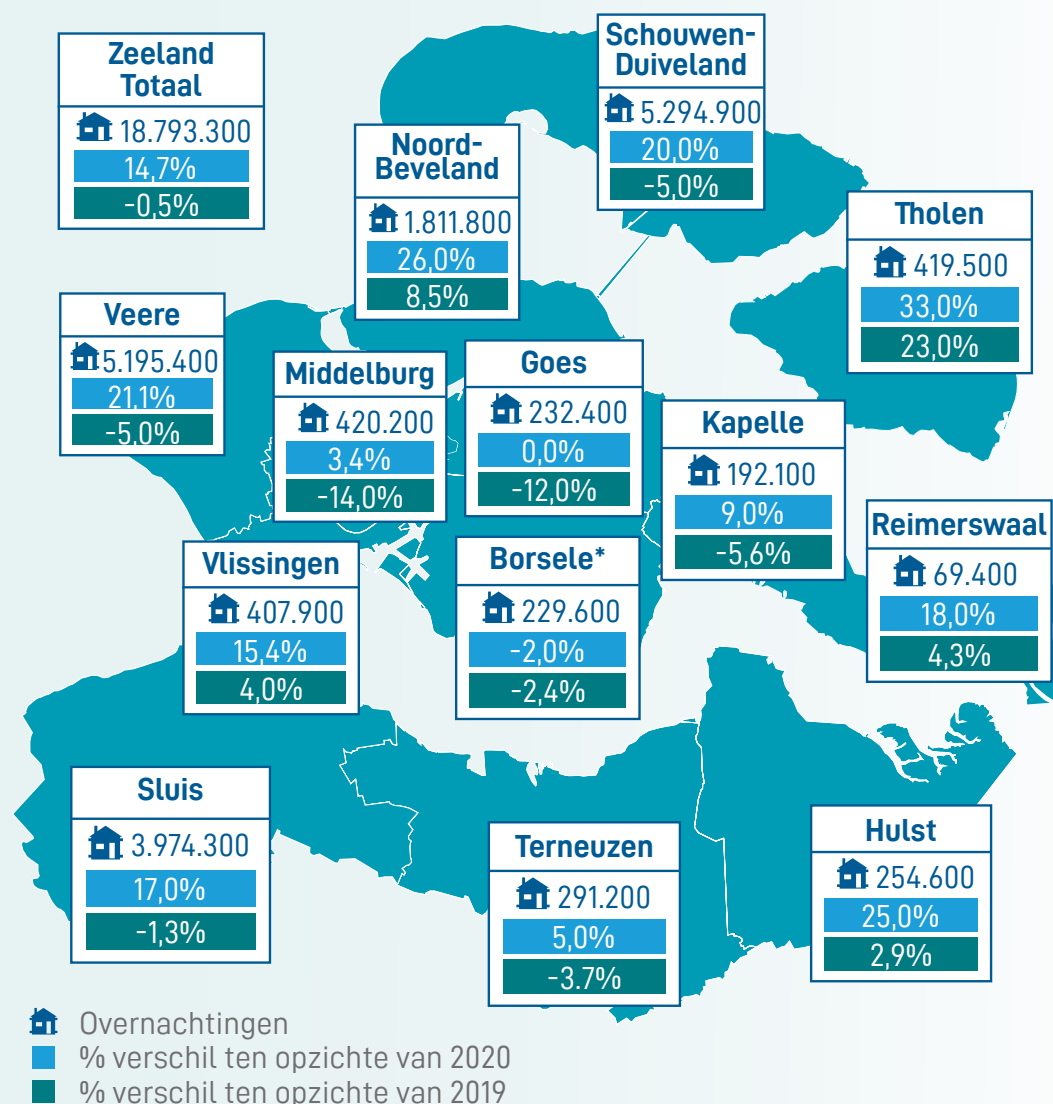 Zeeland
Totaal
18.793.300
14,7%
-0,5%
Schouwen-
Duiveland
5.294.900
20,0%
-5,0%
Noord-
Beveland
1.811.800
26,0%
8,5%
Tholen
419.500
33,0%
23,0%
Veere
5.195.400
21,1%
-5,0%
Middelburg
420.200
3,4%
-14,0%
Goes
232.400
0,0%
-12,0%
Kapelle
192.100
9,0%
-5,6%
Reimerswaal
69.400
18,0%
4,3%
Vlissingen
407.900
15,4%
4,0%
Borsele*
229.600
-2,0%
-2,4%
Sluis
3.974.300
17,0%
-1,3%
Terneuzen
291.200
5,0%
-3.7%
Hulst
254.600
25,0%
2,9%
Overnachtingen
% verschil ten opzichte van 2020
% verschil ten opzichte van 2019